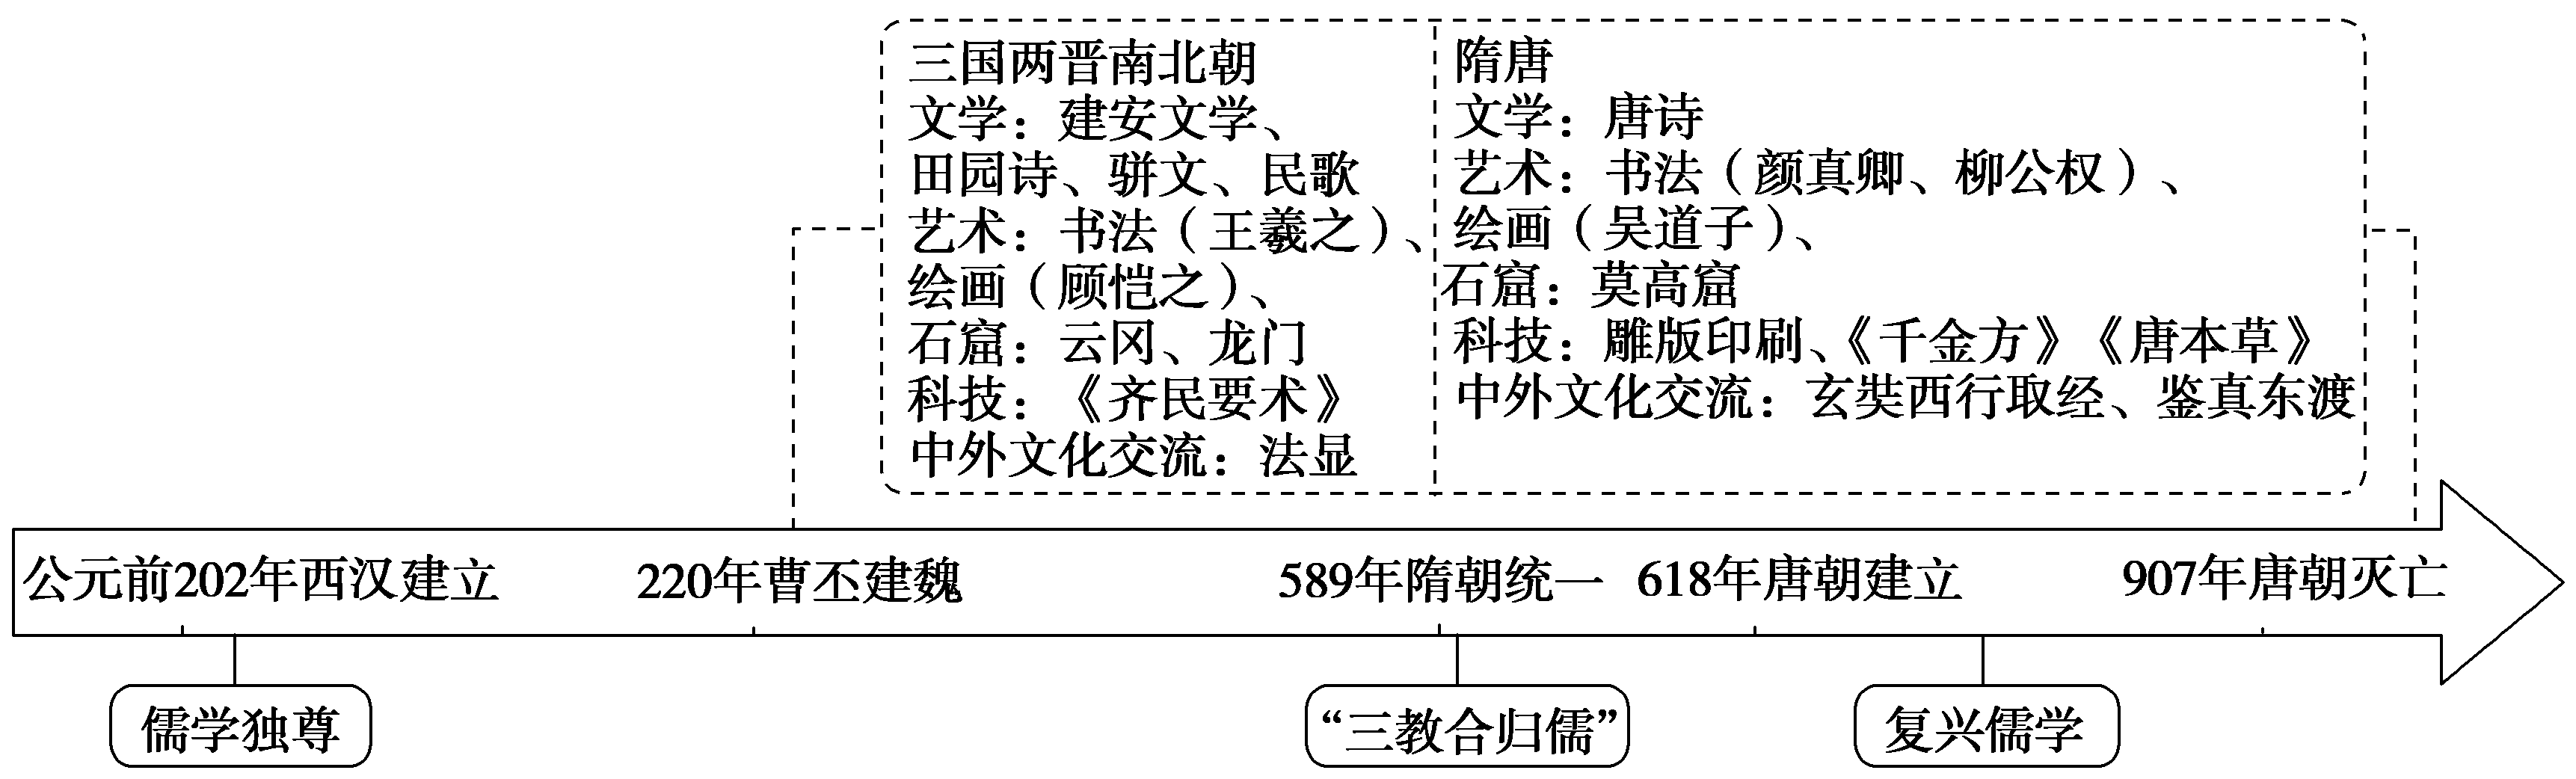 三国两晋南北朝
文学：建安文学、
田园诗、骈文、民歌
艺术：书法（王羲之）、
绘画（顾恺之）、
石窟：云冈、龙门
科技：《齐民要术》
中外文化交流：法显
隋唐
文学：唐诗
艺术：书法（颜真卿、柳公权）、
绘画（吴道子）、
石窟：莫高窟
科技：雕版印刷、《千金方》《唐本草》
中外文化交流：玄奘西行取经、鉴真东渡
公元前202年西汉建立
220年曹丕建魏
589年隋朝统一
618年唐朝建立
907年唐朝灭亡
儒学独尊
“三教合归儒”
复兴儒学